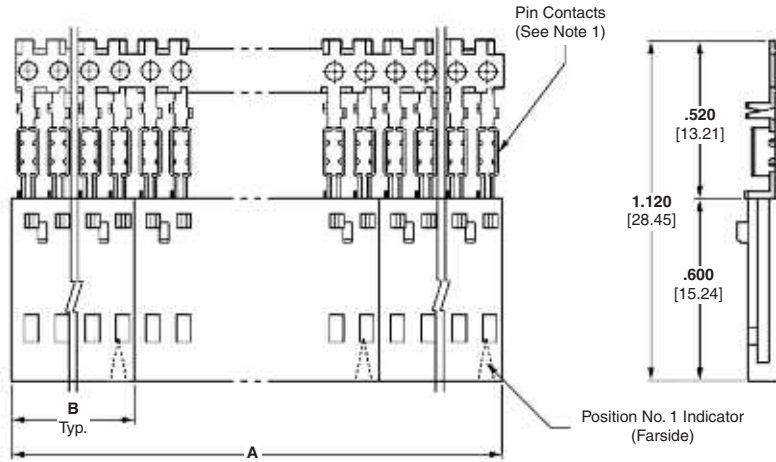 Pin Contacts
(See Note 1)
.520
[13.21]
1.120
[28.45]
.600
[15.24]
B
Typ.
A
Position No. 1 Indicator
(Farside)